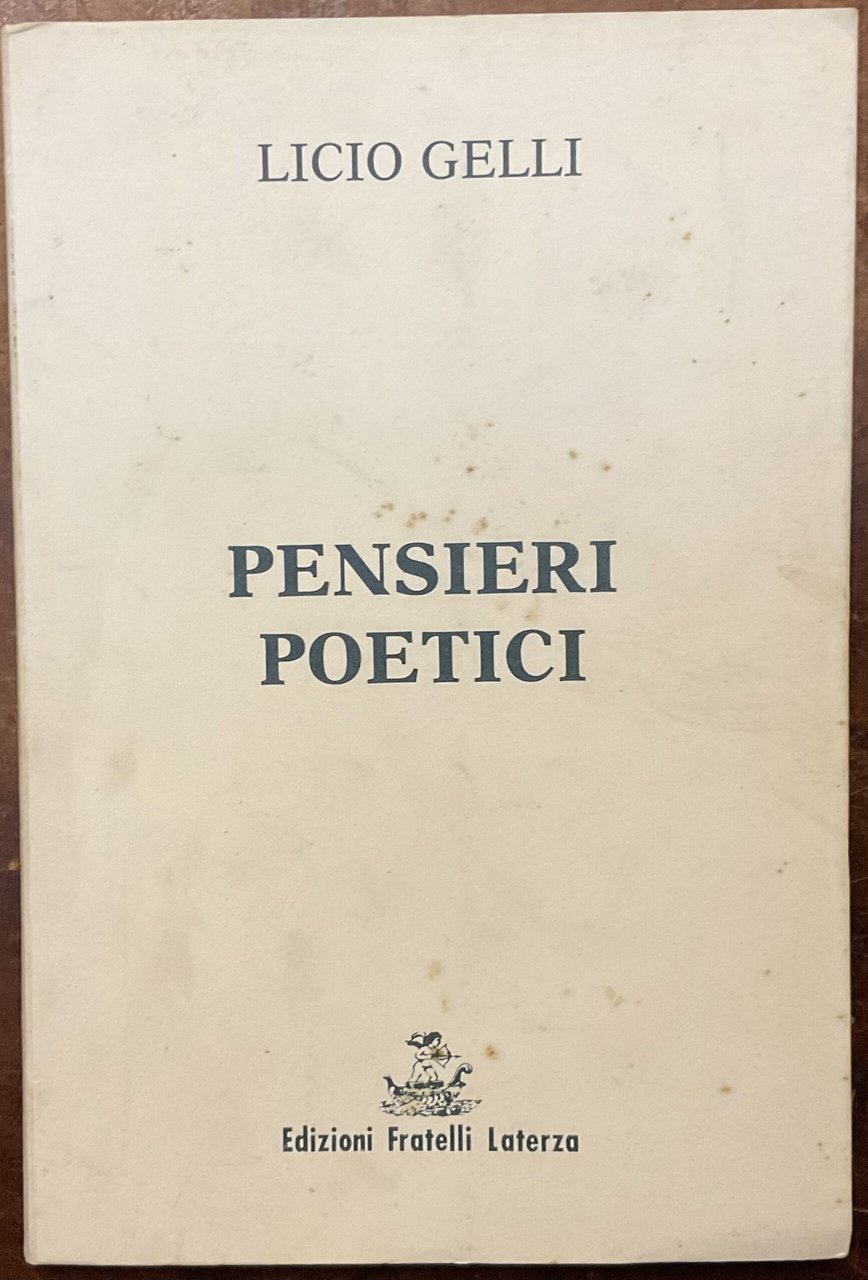 LICIO GELLI
PENSIERI
POETICI
Edizioni Fratelli Laterza